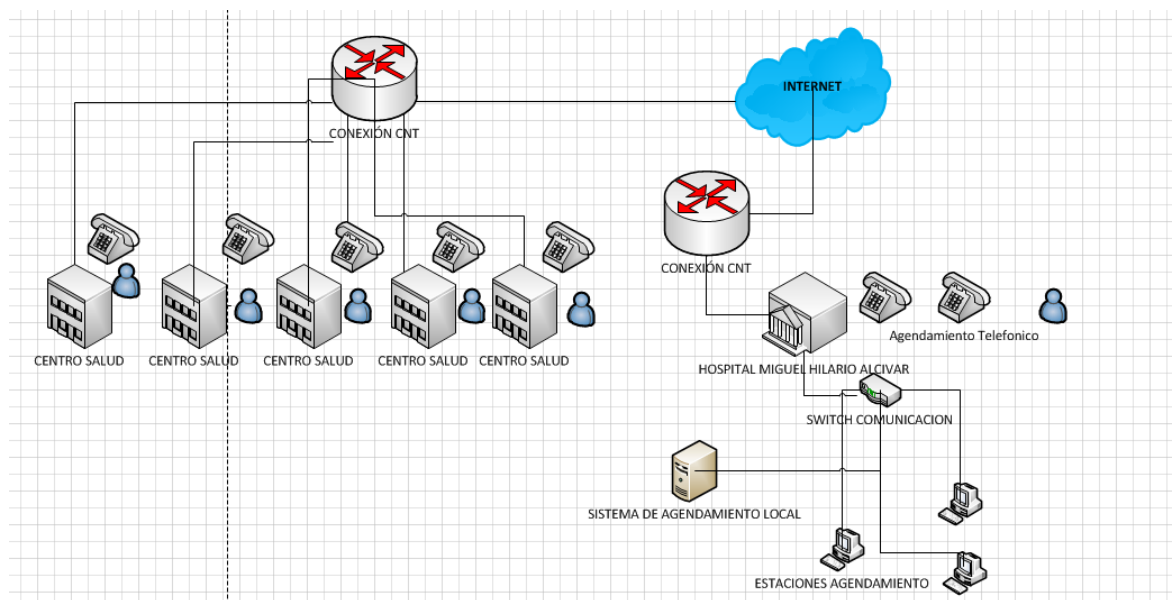 INTERNET
CONEXIÓN CNT
CONEXIÓN CNT
CENTRO SALUD
CENTRO SALUD
CENTRO SALUD
CENTRO SALUD
CENTRO SALUD
Agendamiento Telefonico
HOSPITAL MIGUEL HILARIO ALCIVAR
SWITCH COMUNICACION
SISTEMA DE AGENDAMIENTO LOCAL
ESTACIONES AGENDAMIENTO